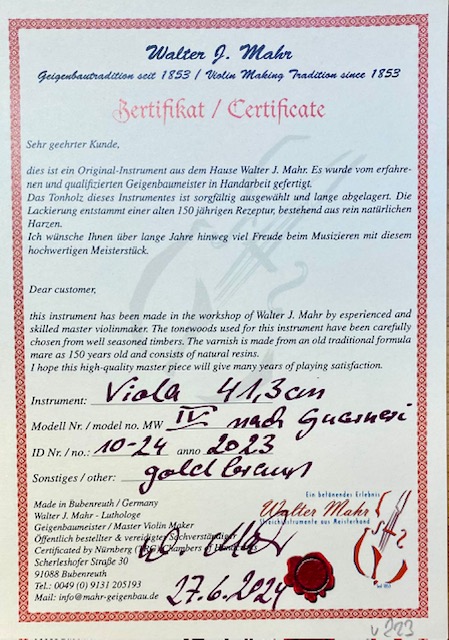 Walter J. Mahr
Geigenbautradition seit 1853 / Violin Making Tradition since 1853
Zertifikat / Certificate
Sehr geehrter Kunde,
dies ist ein Original-Instrument aus dem Hause Walter J. Mahr. Es wurde vom erfahre-
nen und qualifizierten Geigenbaumeister in Handarbeit gefertigt.
Das Tonholz dieses Instrumentes ist sorgfältig ausgewählt und lange abgelagert. Die
Lackierung entstammt einer alten 150 jährigen Rezeptur, bestehend aus rein natürlichen
Harzen.
Ich wünsche Ihnen über lange Jahre hinweg viel Freude beim Musizieren mit diesem
hochwertigen Meisterstück.
Dear customer,
this instrument has been made in the workshop of Walter J. Mahr by esperienced and
skilled master violinmaker. The tonewoods used for this instrument have been carefully
chosen from well seasoned timbers. The varnish is made from an old traditional formula
mare as 150 years old and consists of natural resins.
I hope this high-quality master piece will give many years of playing satisfaction.
Instrument: Viola 41,3 cm
Modell Nr. / model no. MW IV nach Guarneri
ID Nr. / no.: 10-24 anno 2023
Sonstiges / other: goldbraun
Made in Bubenreuth / Germany
Walter J. Mahr - Lathologe
Geigenbaumeister / Master Violin Maker
Öffentlich bestellter & vereidigter Sachverständiger
Certificated by Nürnberg Chambers of
Scherleshofer Straße 30
91088 Bubenreuth
Tel.: 0049 (0) 9131 205193
Mail: info@mahr-geigenbau.de
Ein betönendes Erlebnis
Walter Mahr
Streichinstrumente aus Meisterhand
seit 1853
27.6.2024
v 223